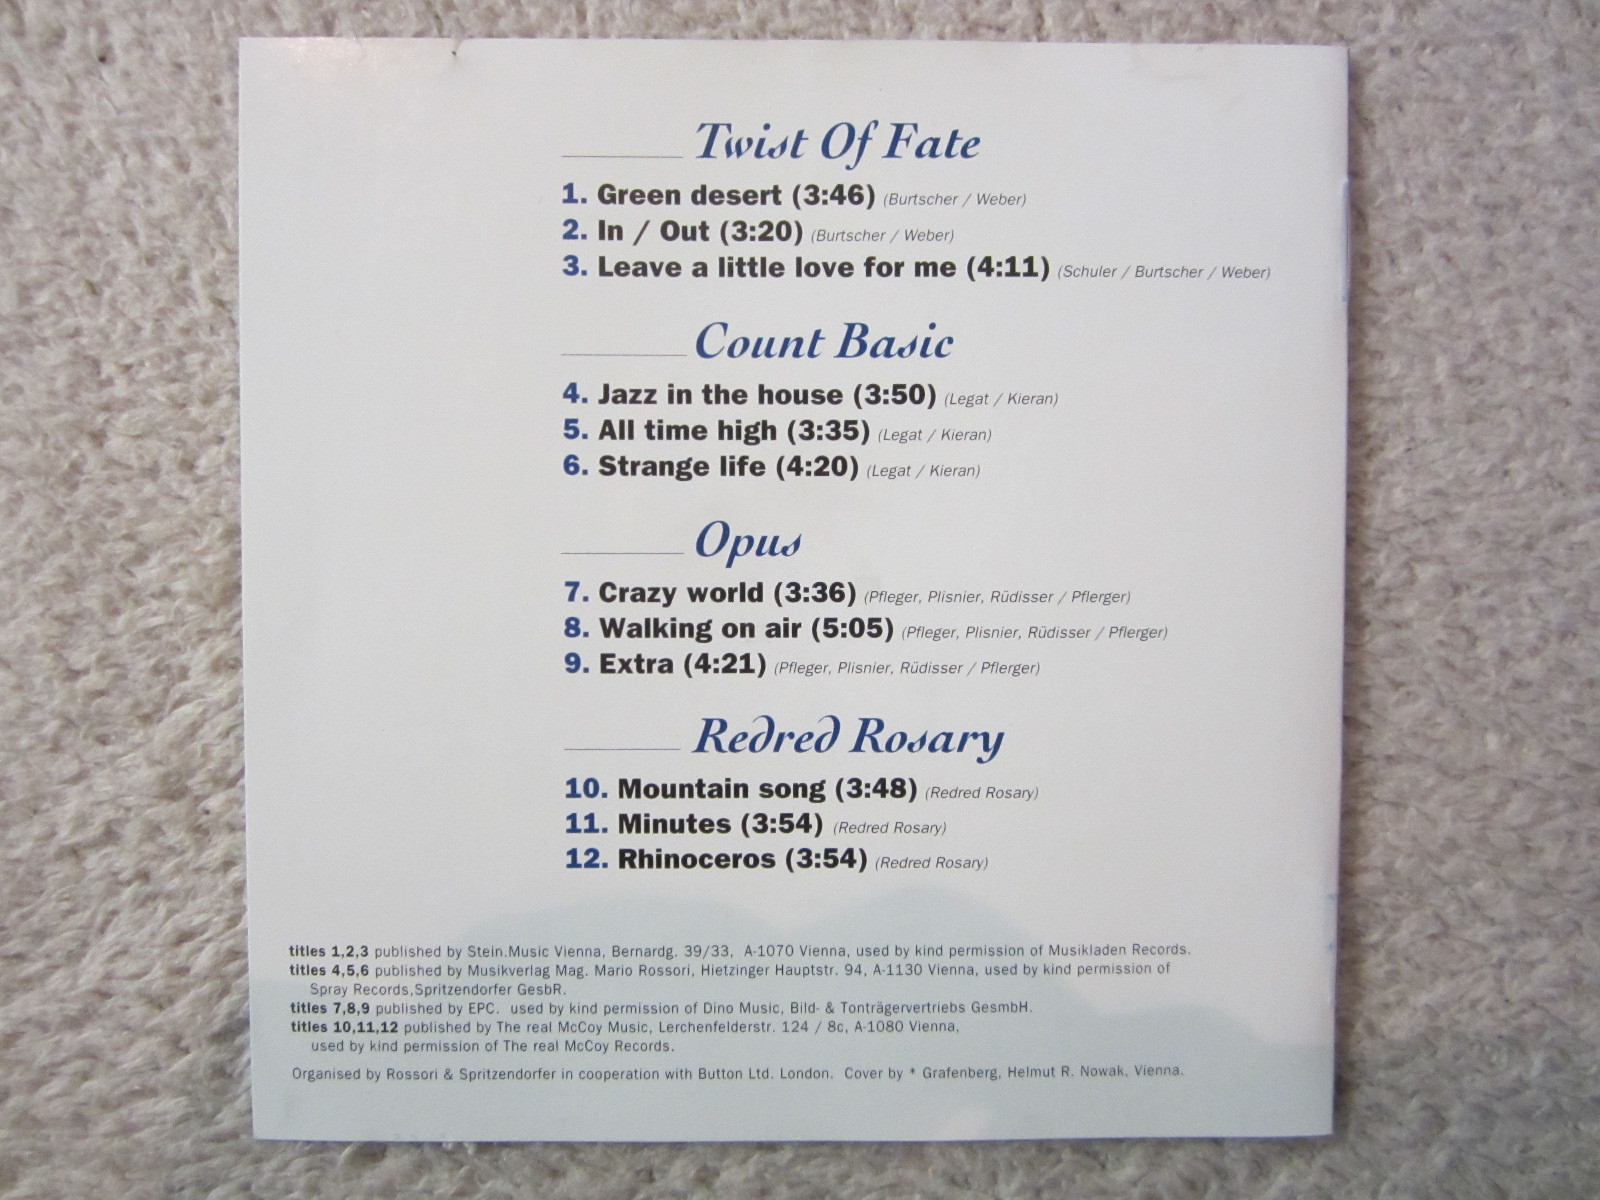 Twist Of Fate
1. Green desert (3:46) (Burtscher / Weber)
2. In / Out (3:20) (Burtscher / Weber)
3. Leave a little love for me (4:11) (Schuler / Burtscher / Weber)
Count Basic
4. Jazz in the house (3:50) (Legat / Kieran)
5. All time high (3:35) (Legat / Kieran)
6. Strange life (4:20) (Legat / Kieran)
Opus
7. Crazy world (3:36) (Pfleger, Plisnier, Rüdisser / Pflerger)
8. Walking on air (5:05) (Pfleger, Plisnier, Rüdisser / Pflerger)
9. Extra (4:21) (Pfleger, Plisnier, Rüdisser / Pflerger)
Redred Rosary
10. Mountain song (3:48) (Redred Rosary)
11. Minutes (3:54) (Redred Rosary)
12. Rhinoceros (3:54) (Redred Rosary)
titles 1,2,3 published by Stein.Music Vienna, Bernardg. 39/33, A-1070 Vienna, used by kind permission of Musikladen Records.
titles 4,5,6 published by Musikverlag Mag. Mario Rossori, Hietzinger Hauptstr. 94, A-1130 Vienna, used by kind permission of
Spray Records,Spritzendorfer GesbR.
titles 7,8,9 published by EPC. used by kind permission of Dino Music, Bild- & Tonträgervertriebs GesmbH.
titles 10,11,12 published by The real McCoy Music, Lerchenfelderstr. 124 / 8c, A-1080 Vienna,
used by kind permission of The real McCoy Records.
Organised by Rossori & Spritzendorfer in cooperation with Button Ltd. London. Cover by * Grafenberg, Helmut R. Nowak, Vienna.